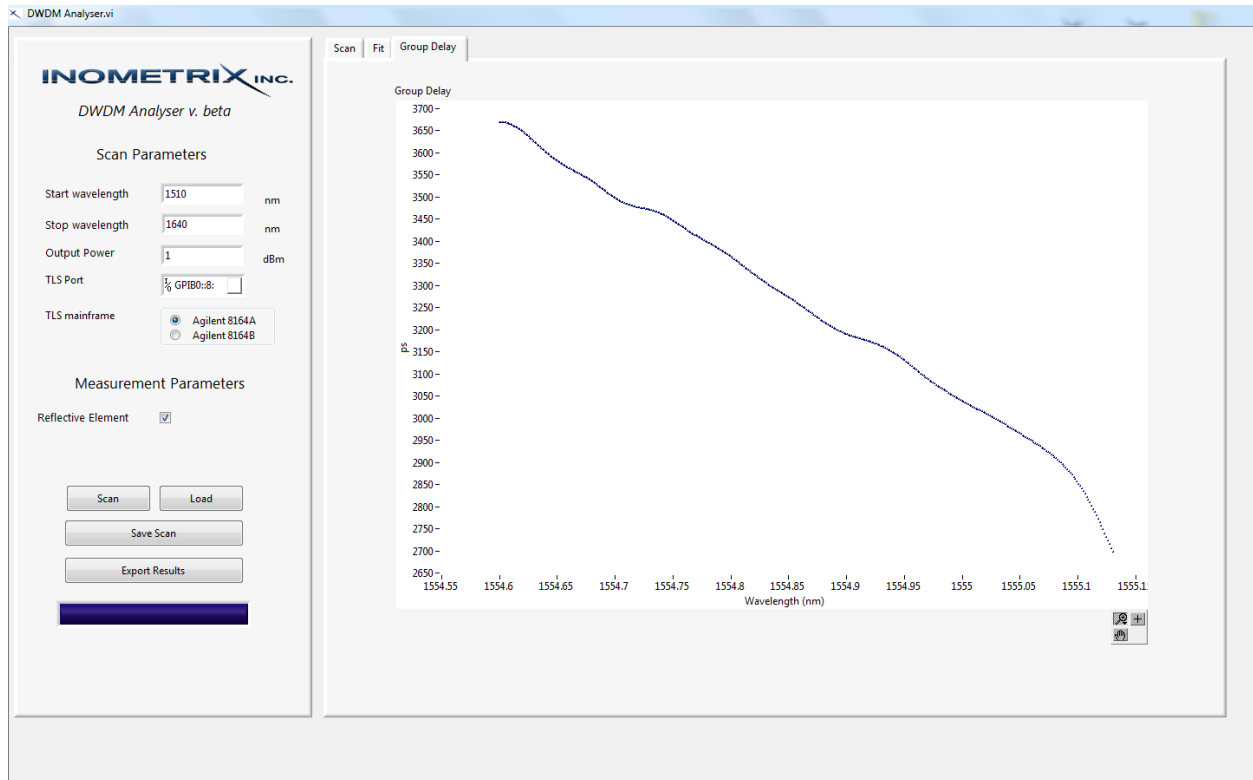 DWDM Analyser.vi
INOMETRIX INC.
DWDM Analyser v. beta
Scan Parameters
Start wavelength 1510 nm
Stop wavelength 1640 nm
Output Power 1 dBm
TLS Port GPIB0::8:
TLS mainframe Agilent 8164A
Agilent 8164B
Measurement Parameters
Reflective Element
Scan Load
Save Scan
Export Results
Scan Fit Group Delay
Group Delay
3700
3650
3600
3550
3500
3450
3400
3350
3300
3250
3200
3150
3100
3050
3000
2950
2900
2850
2800
2750
2700
2650
ps
1554.55 1554.6 1554.65 1554.7 1554.75 1554.8 1554.85 1554.9 1554.95 1555 1555.05 1555.1 1555.1
Wavelength (nm)